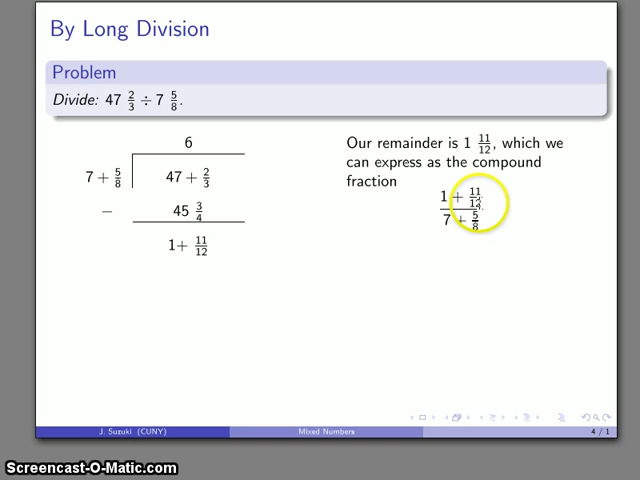 By Long Division
Problem
Divide: 47 2/3 ÷ 7 5/8.
6
7 + 5/8 47 + 2/3
− 45 3/4
1+ 11/12
Our remainder is 1 11/12, which we
can express as the compound
fraction
1 + 11/12
7 + 5/8
J. Suzuki (CUNY) Mixed Numbers 4 / 1
Screencast-O-Matic.com